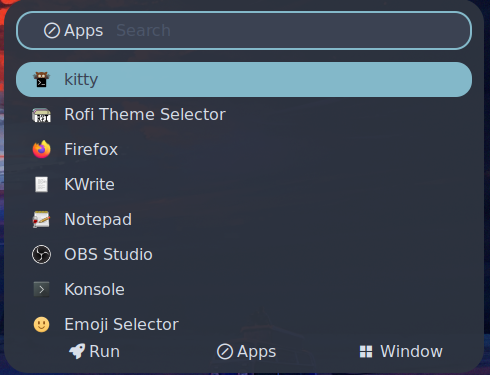 Apps Search
kitty
Rofi Theme Selector
Firefox
KWrite
Notepad
OBS Studio
Konsole
Emoji Selector
Run Apps Window